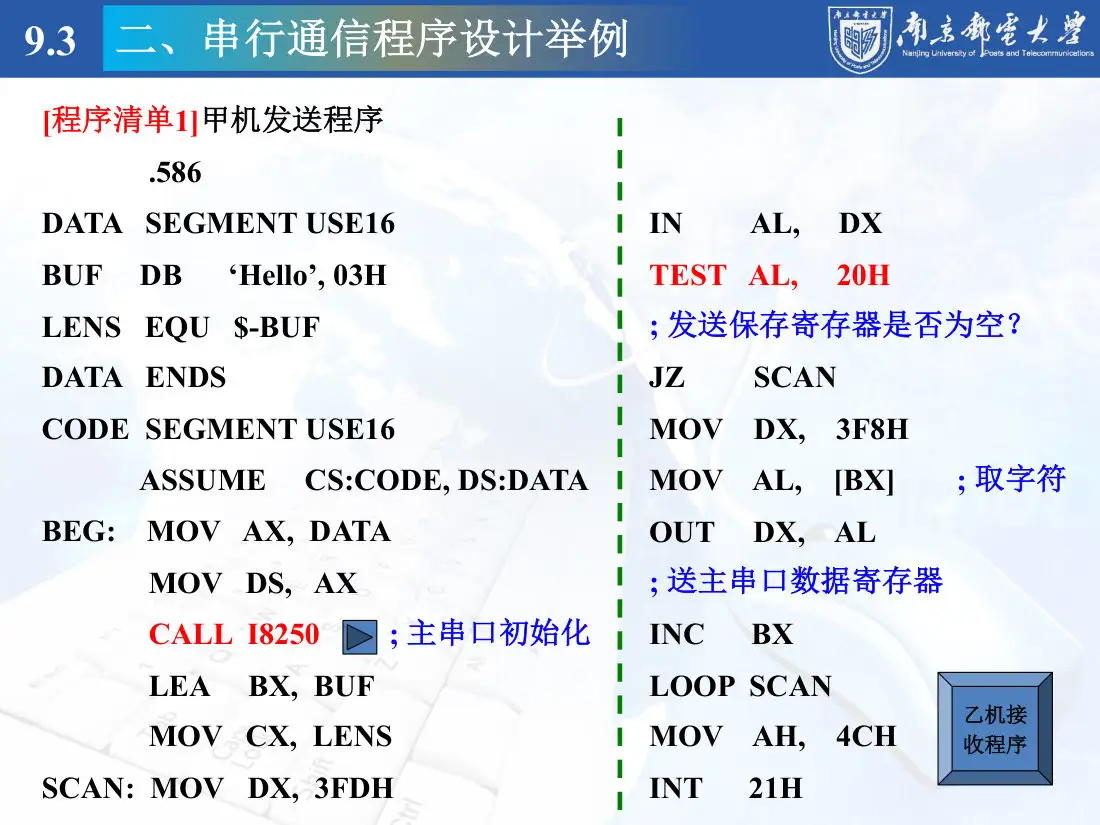 9.3 二、串行通信程序设计举例
南京邮电大学
Nanjing University of Posts and Telecommunications
[程序清单1]甲机发送程序
.586
DATA SEGMENT USE16
BUF DB ‘Hello’, 03H
LENS EQU $-BUF
DATA ENDS
CODE SEGMENT USE16
ASSUME CS:CODE, DS:DATA
BEG: MOV AX, DATA
MOV DS, AX
CALL I8250 ; 主串口初始化
LEA BX, BUF
MOV CX, LENS
SCAN: MOV DX, 3FDH
IN AL, DX
TEST AL, 20H
; 发送保存寄存器是否为空?
JZ SCAN
MOV DX, 3F8H
MOV AL, [BX] ; 取字符
OUT DX, AL
; 送主串口数据寄存器
INC BX
LOOP SCAN
MOV AH, 4CH
INT 21H
乙机接
收程序